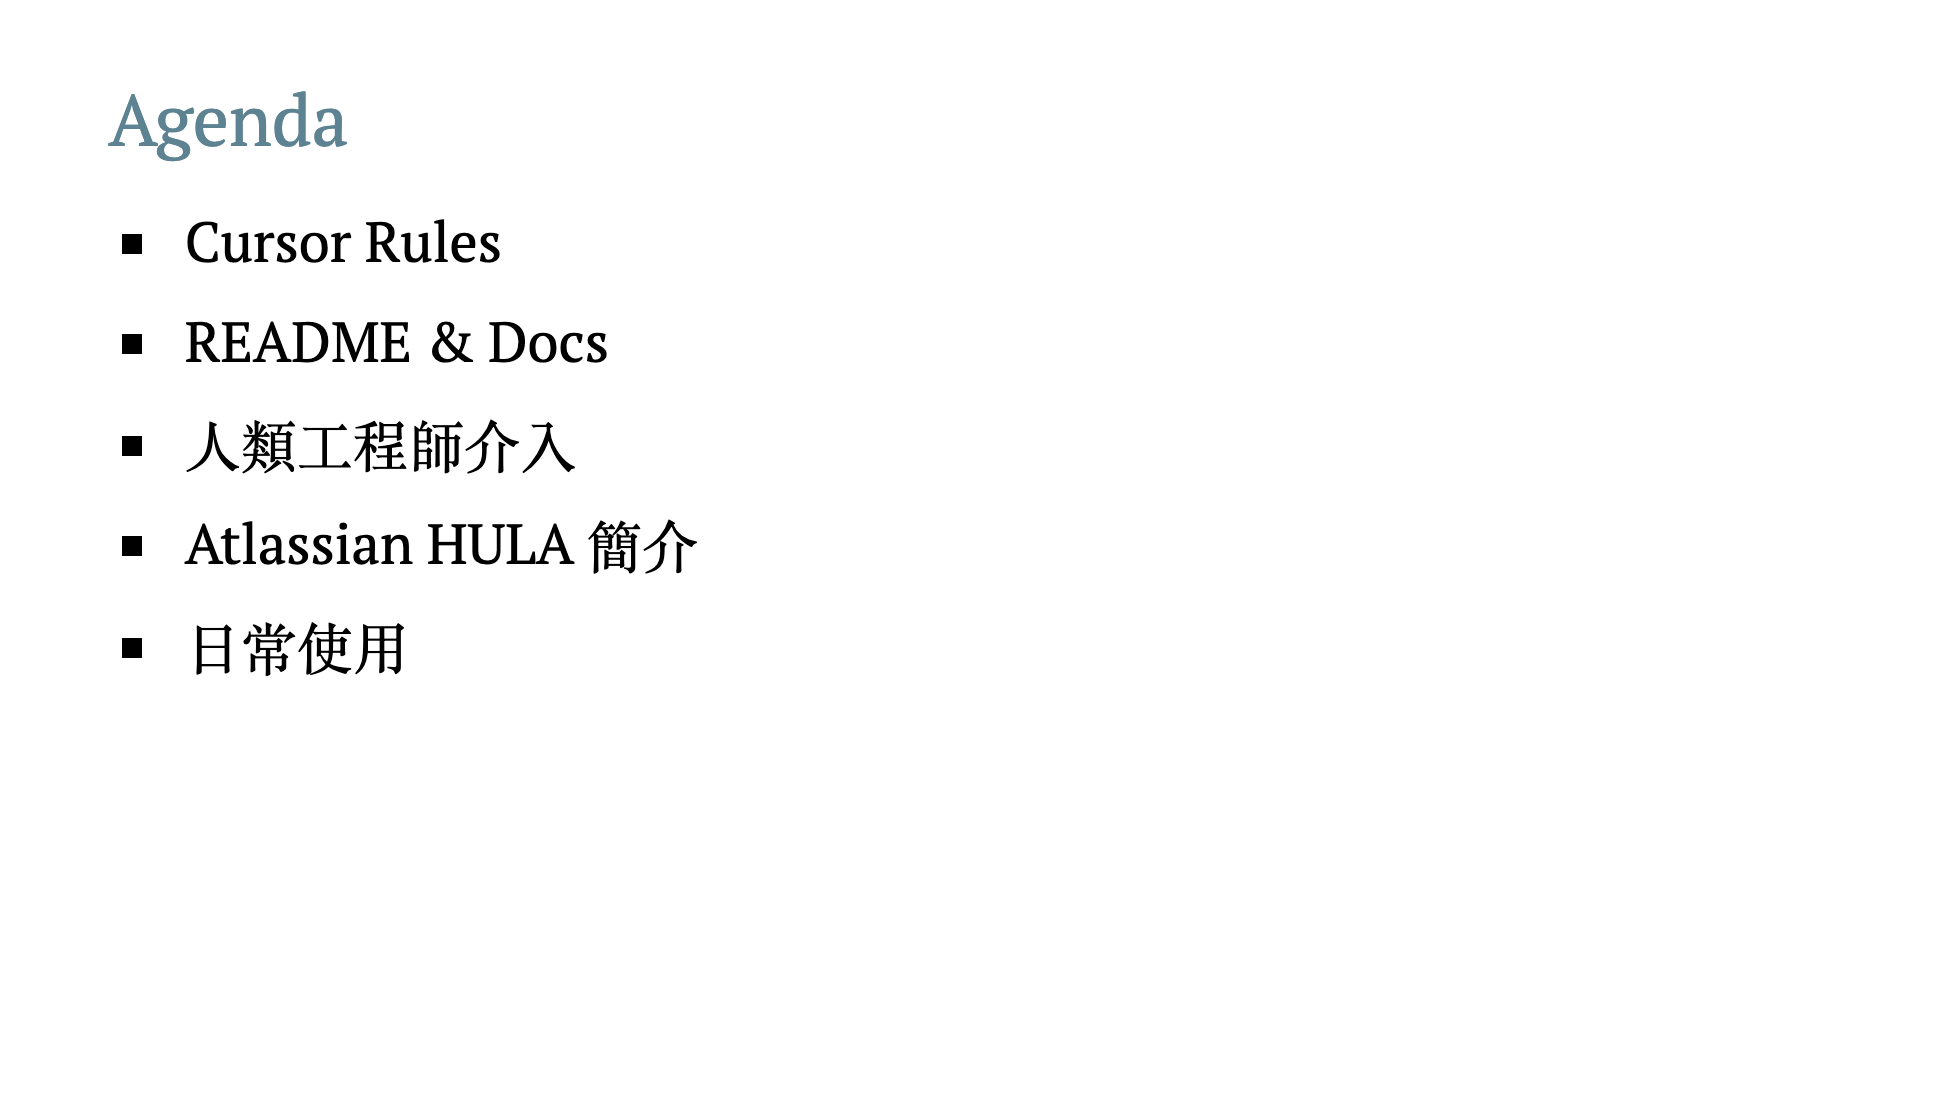 Agenda
▪ Cursor Rules
▪ README & Docs
▪ 人類工程師介入
▪ Atlassian HULA 簡介
▪ 日常使用